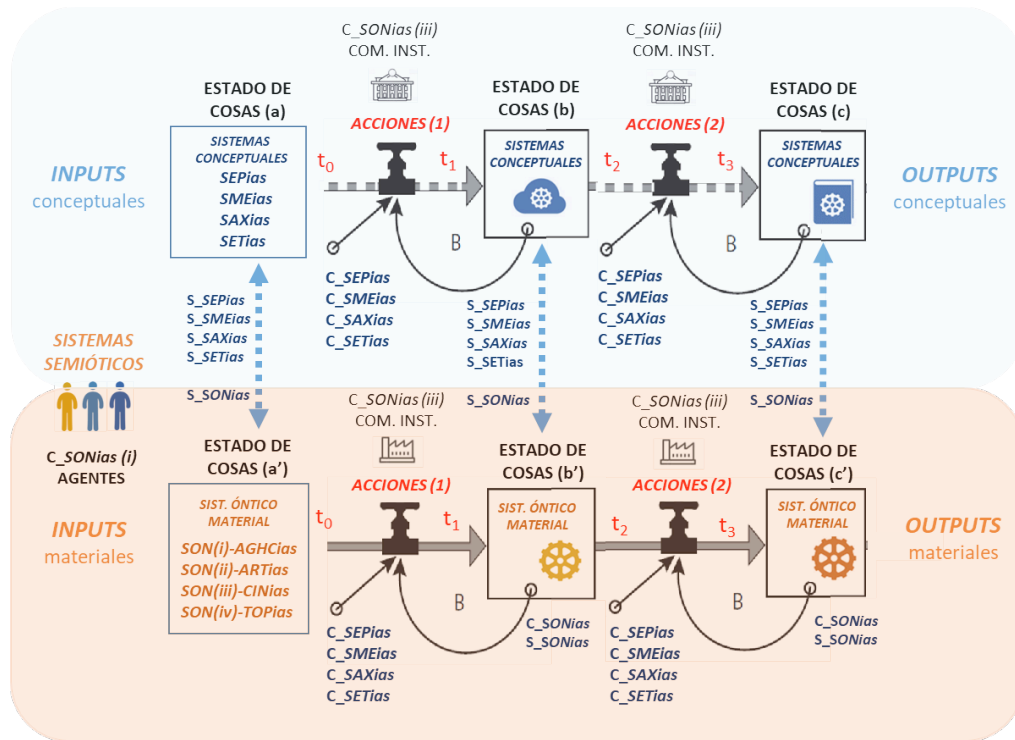 C_SONias (iii)
COM. INST.
C_SONias (iii)
COM. INST.
ESTADO DE
COSAS (a)
ESTADO DE
COSAS (b)
ESTADO DE
COSAS (c)
ACCIONES (1)
ACCIONES (2)
INPUTS
conceptuales
SISTEMAS
CONCEPTUALES
SEPias
SMEias
SAXias
SETias
t0
t1
SISTEMAS
CONCEPTUALES
t2
t3
SISTEMAS
CONCEPTUALES
OUTPUTS
conceptuales
B
B
C_SEPias
C_SMEias
C_SAXias
C_SETias
C_SEPias
C_SMEias
C_SAXias
C_SETias
S_SEPias
S_SMEias
S_SAXias
S_SETias
S_SONias
S_SEPias
S_SMEias
S_SAXias
S_SETias
S_SONias
S_SEPias
S_SMEias
S_SAXias
S_SETias
S_SONias
SISTEMAS
SEMIÓTICOS
C_SONias (i)
AGENTES
C_SONias (iii)
COM. INST.
C_SONias (iii)
COM. INST.
ESTADO DE
COSAS (a’)
ESTADO DE
COSAS (b’)
ESTADO DE
COSAS (c’)
ACCIONES (1)
ACCIONES (2)
INPUTS
materiales
SIST. ÓNTICO
MATERIAL
SON(i)-AGHCias
SON(ii)-ARTias
SON(iii)-CINias
SON(iv)-TOPias
t0
t1
SIST. ÓNTICO
MATERIAL
t2
t3
SIST. ÓNTICO
MATERIAL
OUTPUTS
materiales
B
B
C_SEPias
C_SMEias
C_SAXias
C_SETias
C_SONias
S_SONias
C_SEPias
C_SMEias
C_SAXias
C_SETias
C_SONias
S_SONias